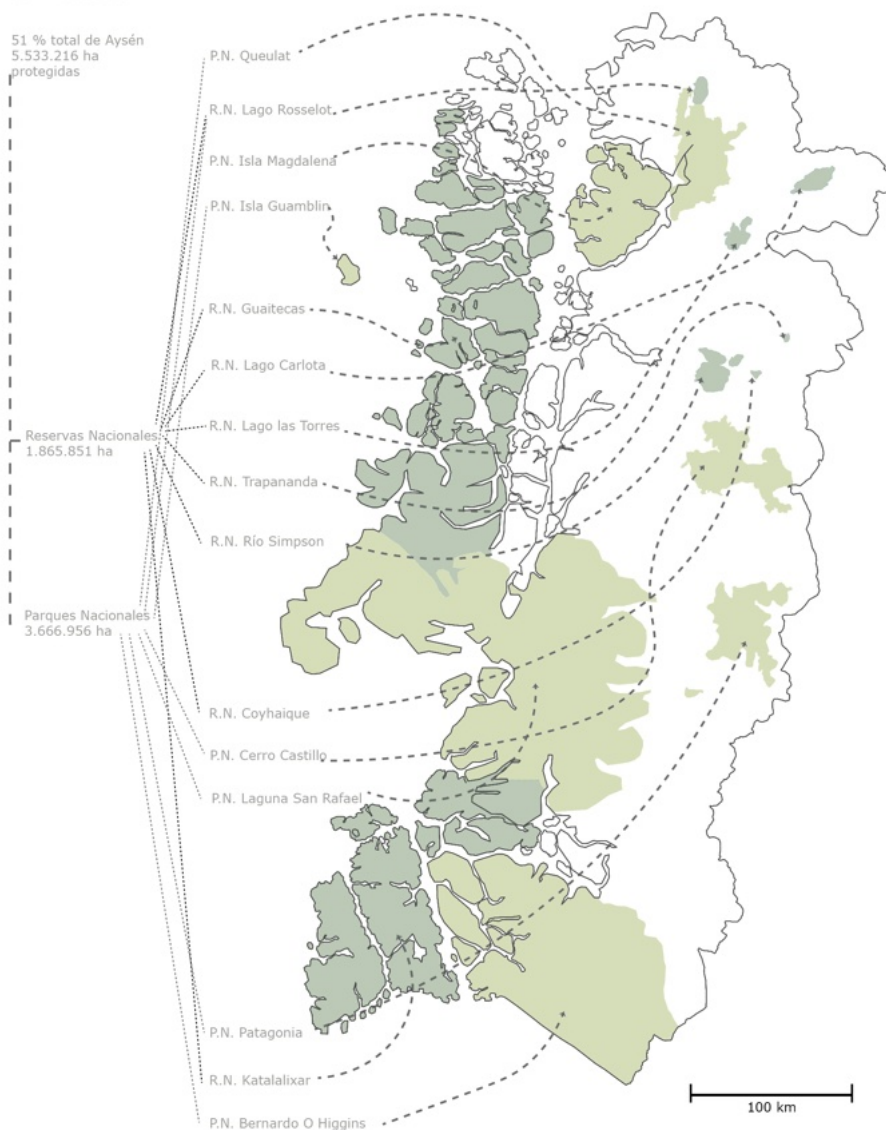 51 % total de Aysén
5.533.216 ha
protegidas
P.N. Queulat
R.N. Lago Rosselot
P.N. Isla Magdalena
P.N. Isla Guamblin
R.N. Guaitecas
R.N. Lago Carlota
R.N. Lago las Torres
Reservas Nacionales
1.865.851 ha
R.N. Trapananda
R.N. Río Simpson
Parques Nacionales
3.666.956 ha
R.N. Coyhaique
P.N. Cerro Castillo
P.N. Laguna San Rafael
P.N. Patagonia
R.N. Katalalixar
P.N. Bernardo O Higgins
100 km